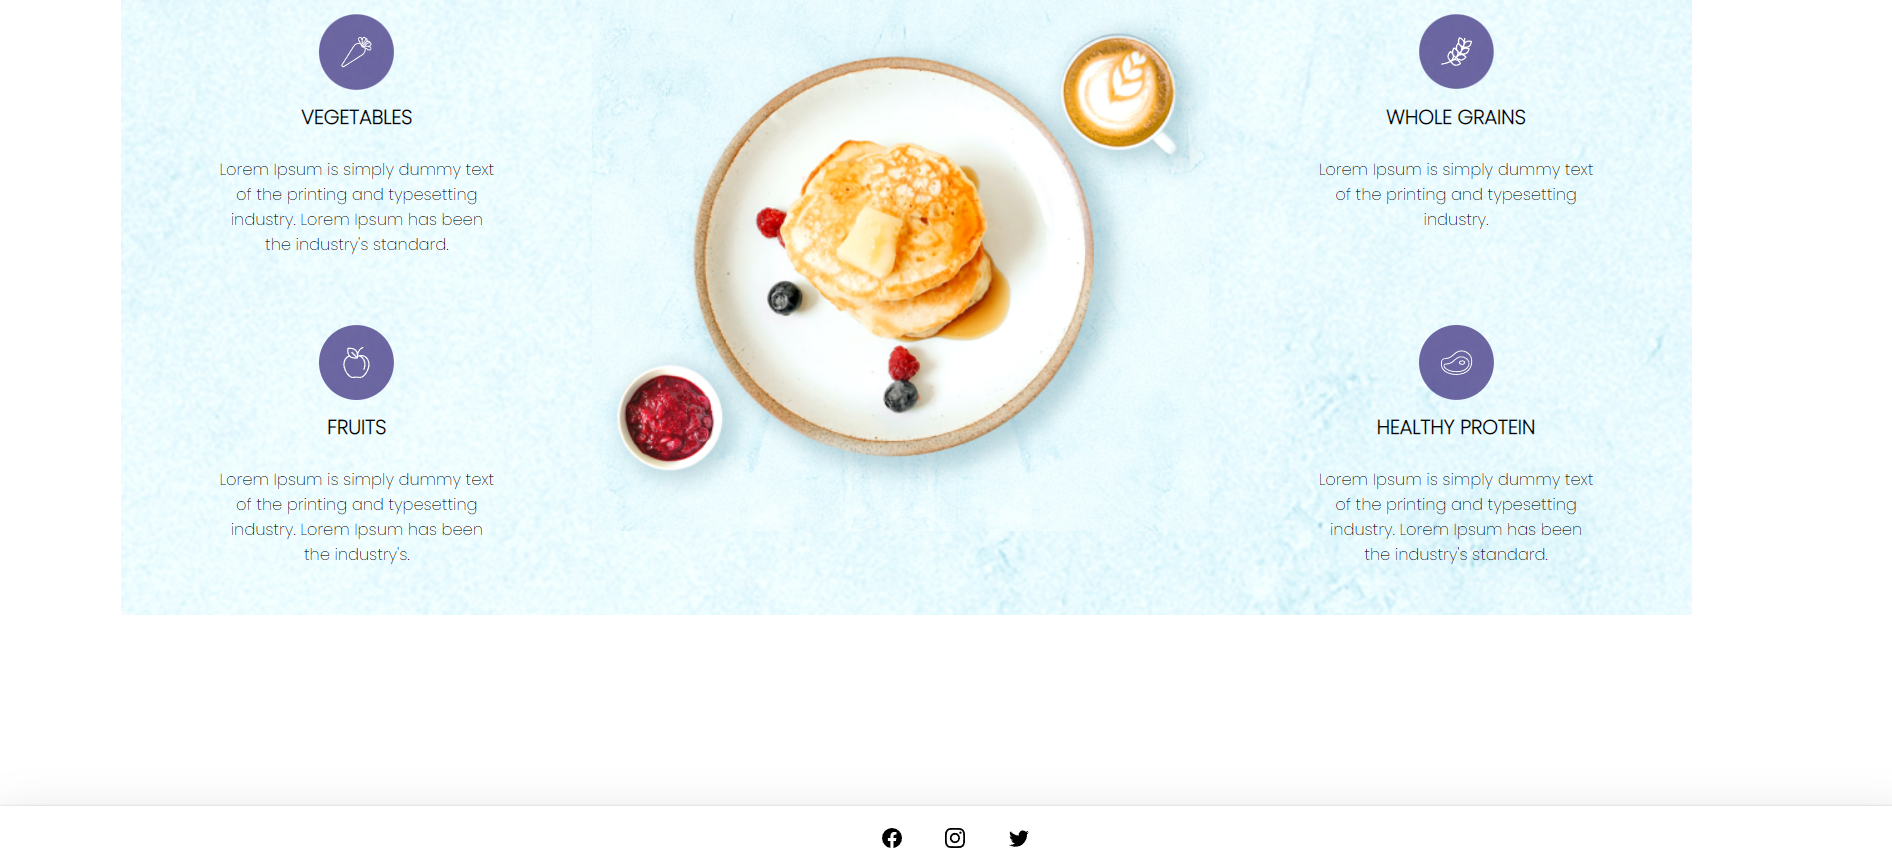 VEGETABLES
Lorem Ipsum is simply dummy text
of the printing and typesetting
industry. Lorem Ipsum has been
the industry's standard.
FRUITS
Lorem Ipsum is simply dummy text
of the printing and typesetting
industry. Lorem Ipsum has been
the industry's.
WHOLE GRAINS
Lorem Ipsum is simply dummy text
of the printing and typesetting
industry.
HEALTHY PROTEIN
Lorem Ipsum is simply dummy text
of the printing and typesetting
industry. Lorem Ipsum has been
the industry's standard.